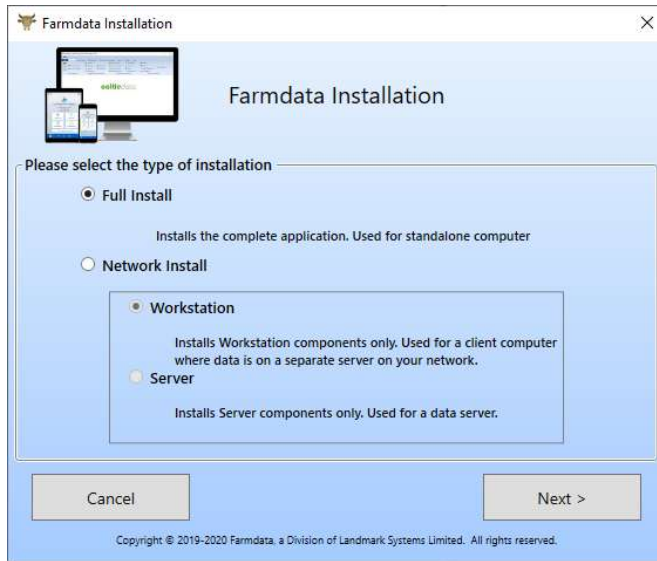 Farmdata Installation
Farmdata Installation
Please select the type of installation
Full Install
Installs the complete application. Used for standalone computer
Network Install
Workstation
Installs Workstation components only. Used for a client computer
where data is on a separate server on your network.
Server
Installs Server components only. Used for a data server.
Cancel
Next >
Copyright © 2019-2020 Farmdata, a Division of Landmark Systems Limited. All rights reserved.